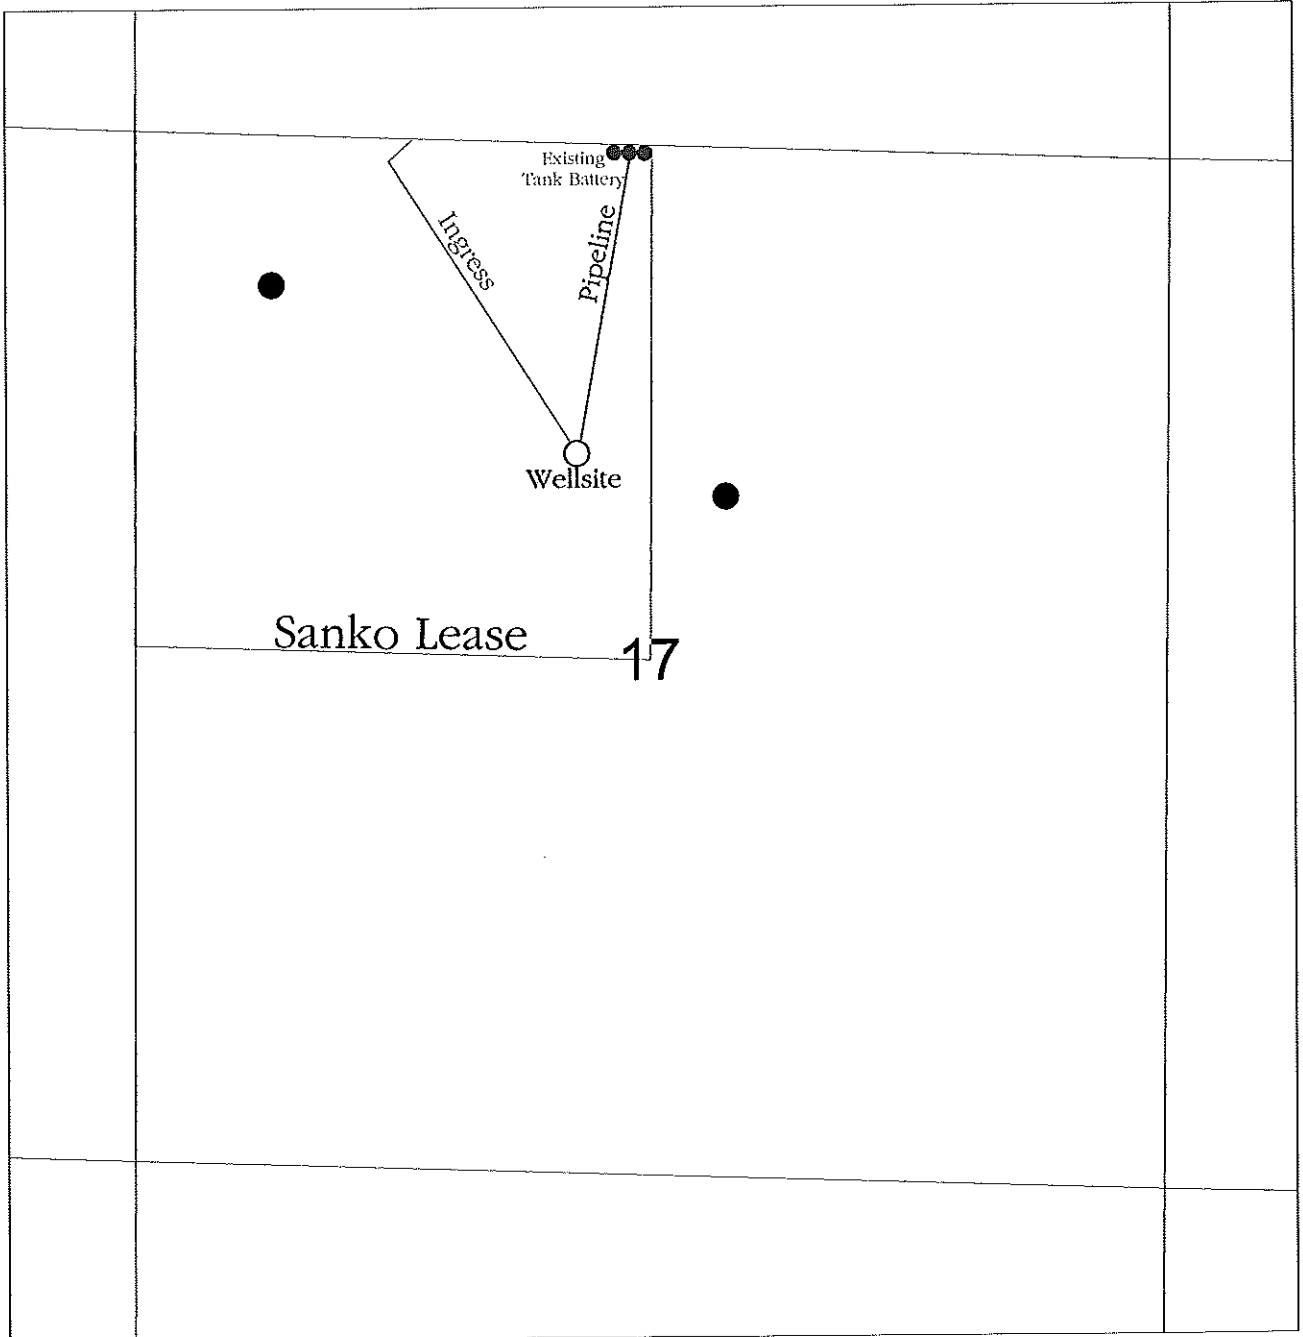 Existing
Tank Battery
Ingress
Pipeline
Wellsite
Sanko Lease
17